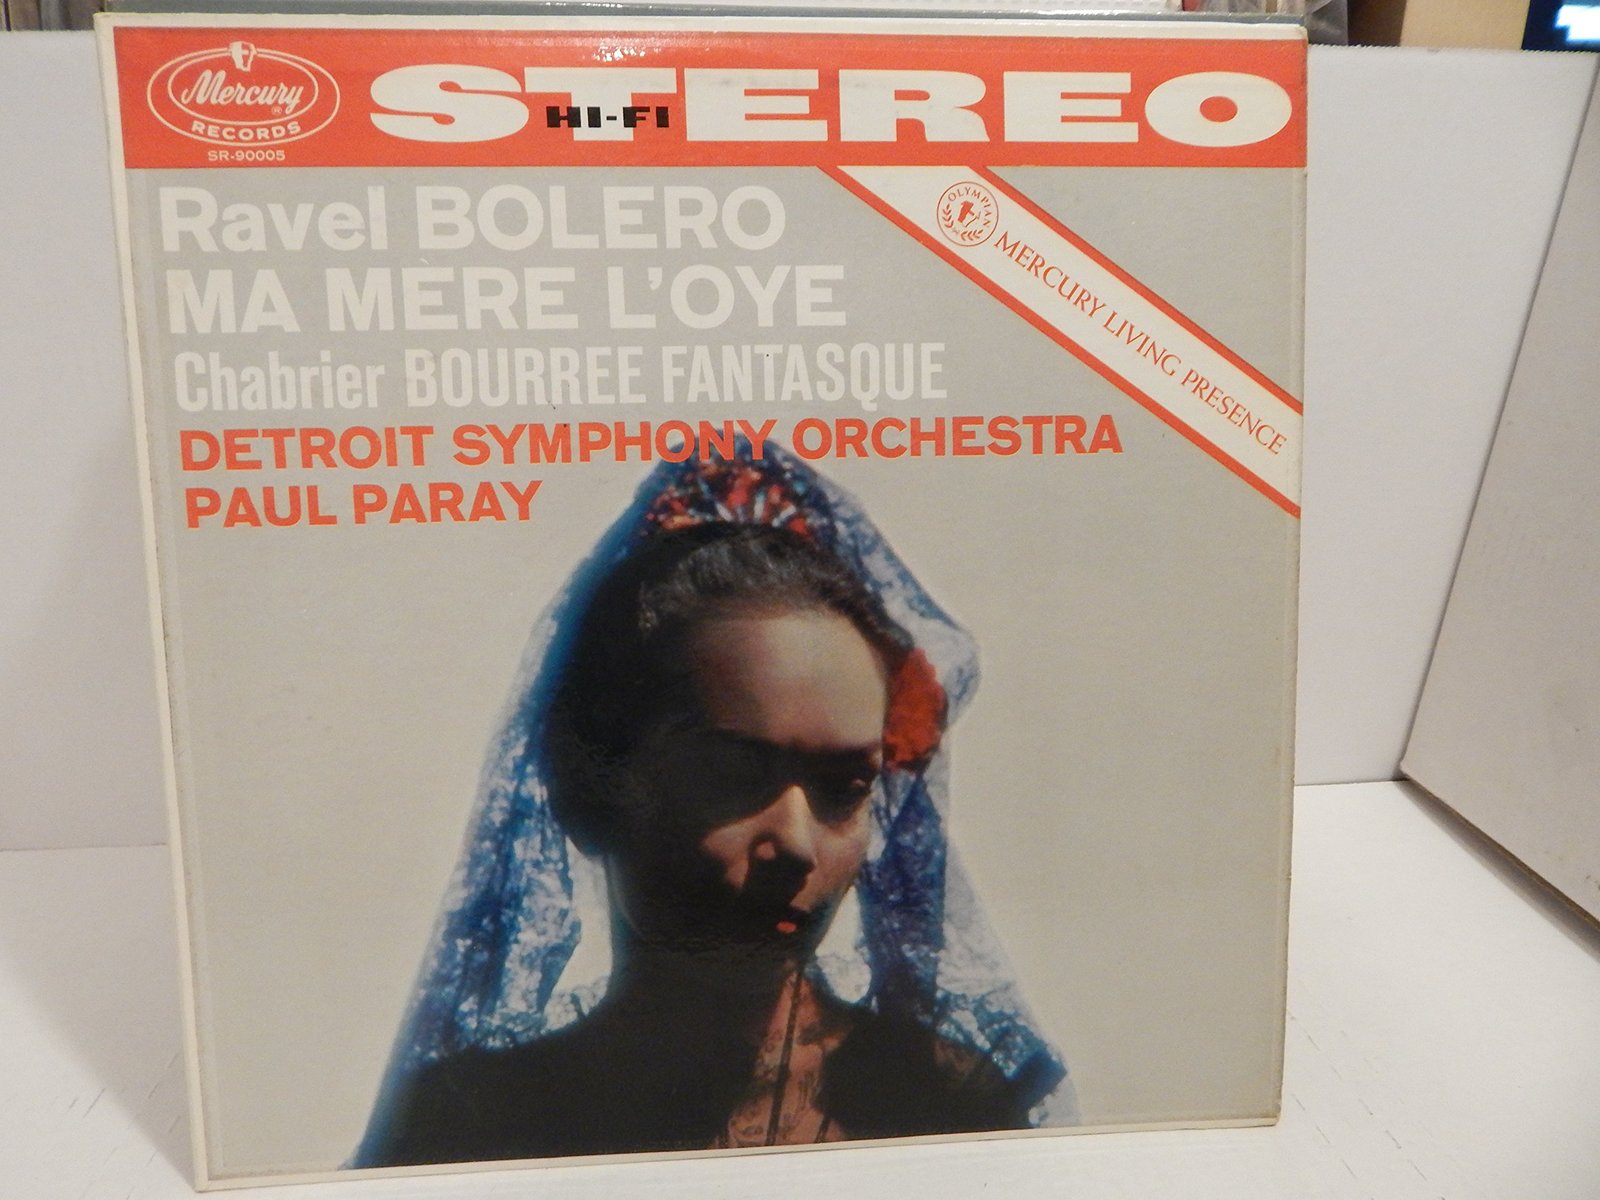 Mercury
®
RECORDS
SR-90005
STEREO
HI-FI
OLYMPIAN
MERCURY LIVING PRESENCE
Ravel BOLERO
MA MERE L'OYE
Chabrier BOURREE FANTASQUE
DETROIT SYMPHONY ORCHESTRA
PAUL PARAY